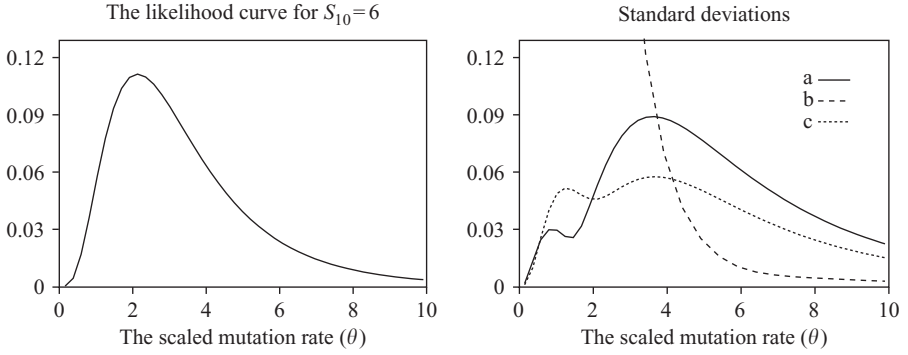 The likelihood curve for S10=6
0.12
0.09
0.06
0.03
0
0 2 4 6 8 10
The scaled mutation rate (θ)
Standard deviations
0.12
0.09
0.06
0.03
0
a
b
c
0 2 4 6 8 10
The scaled mutation rate (θ)